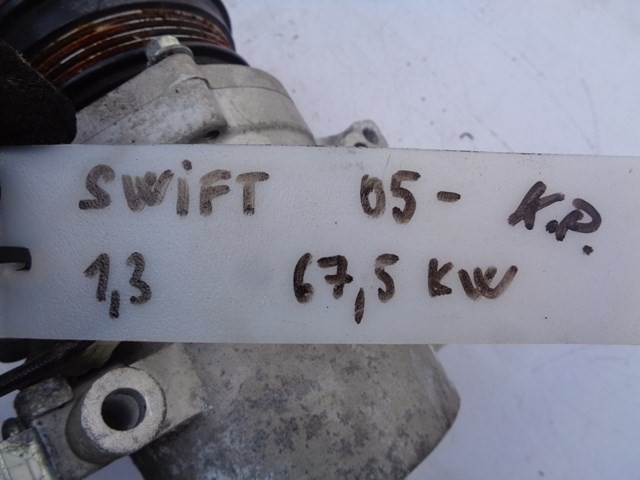 SWiFT 05- K.P.
1,3 67,5 KW